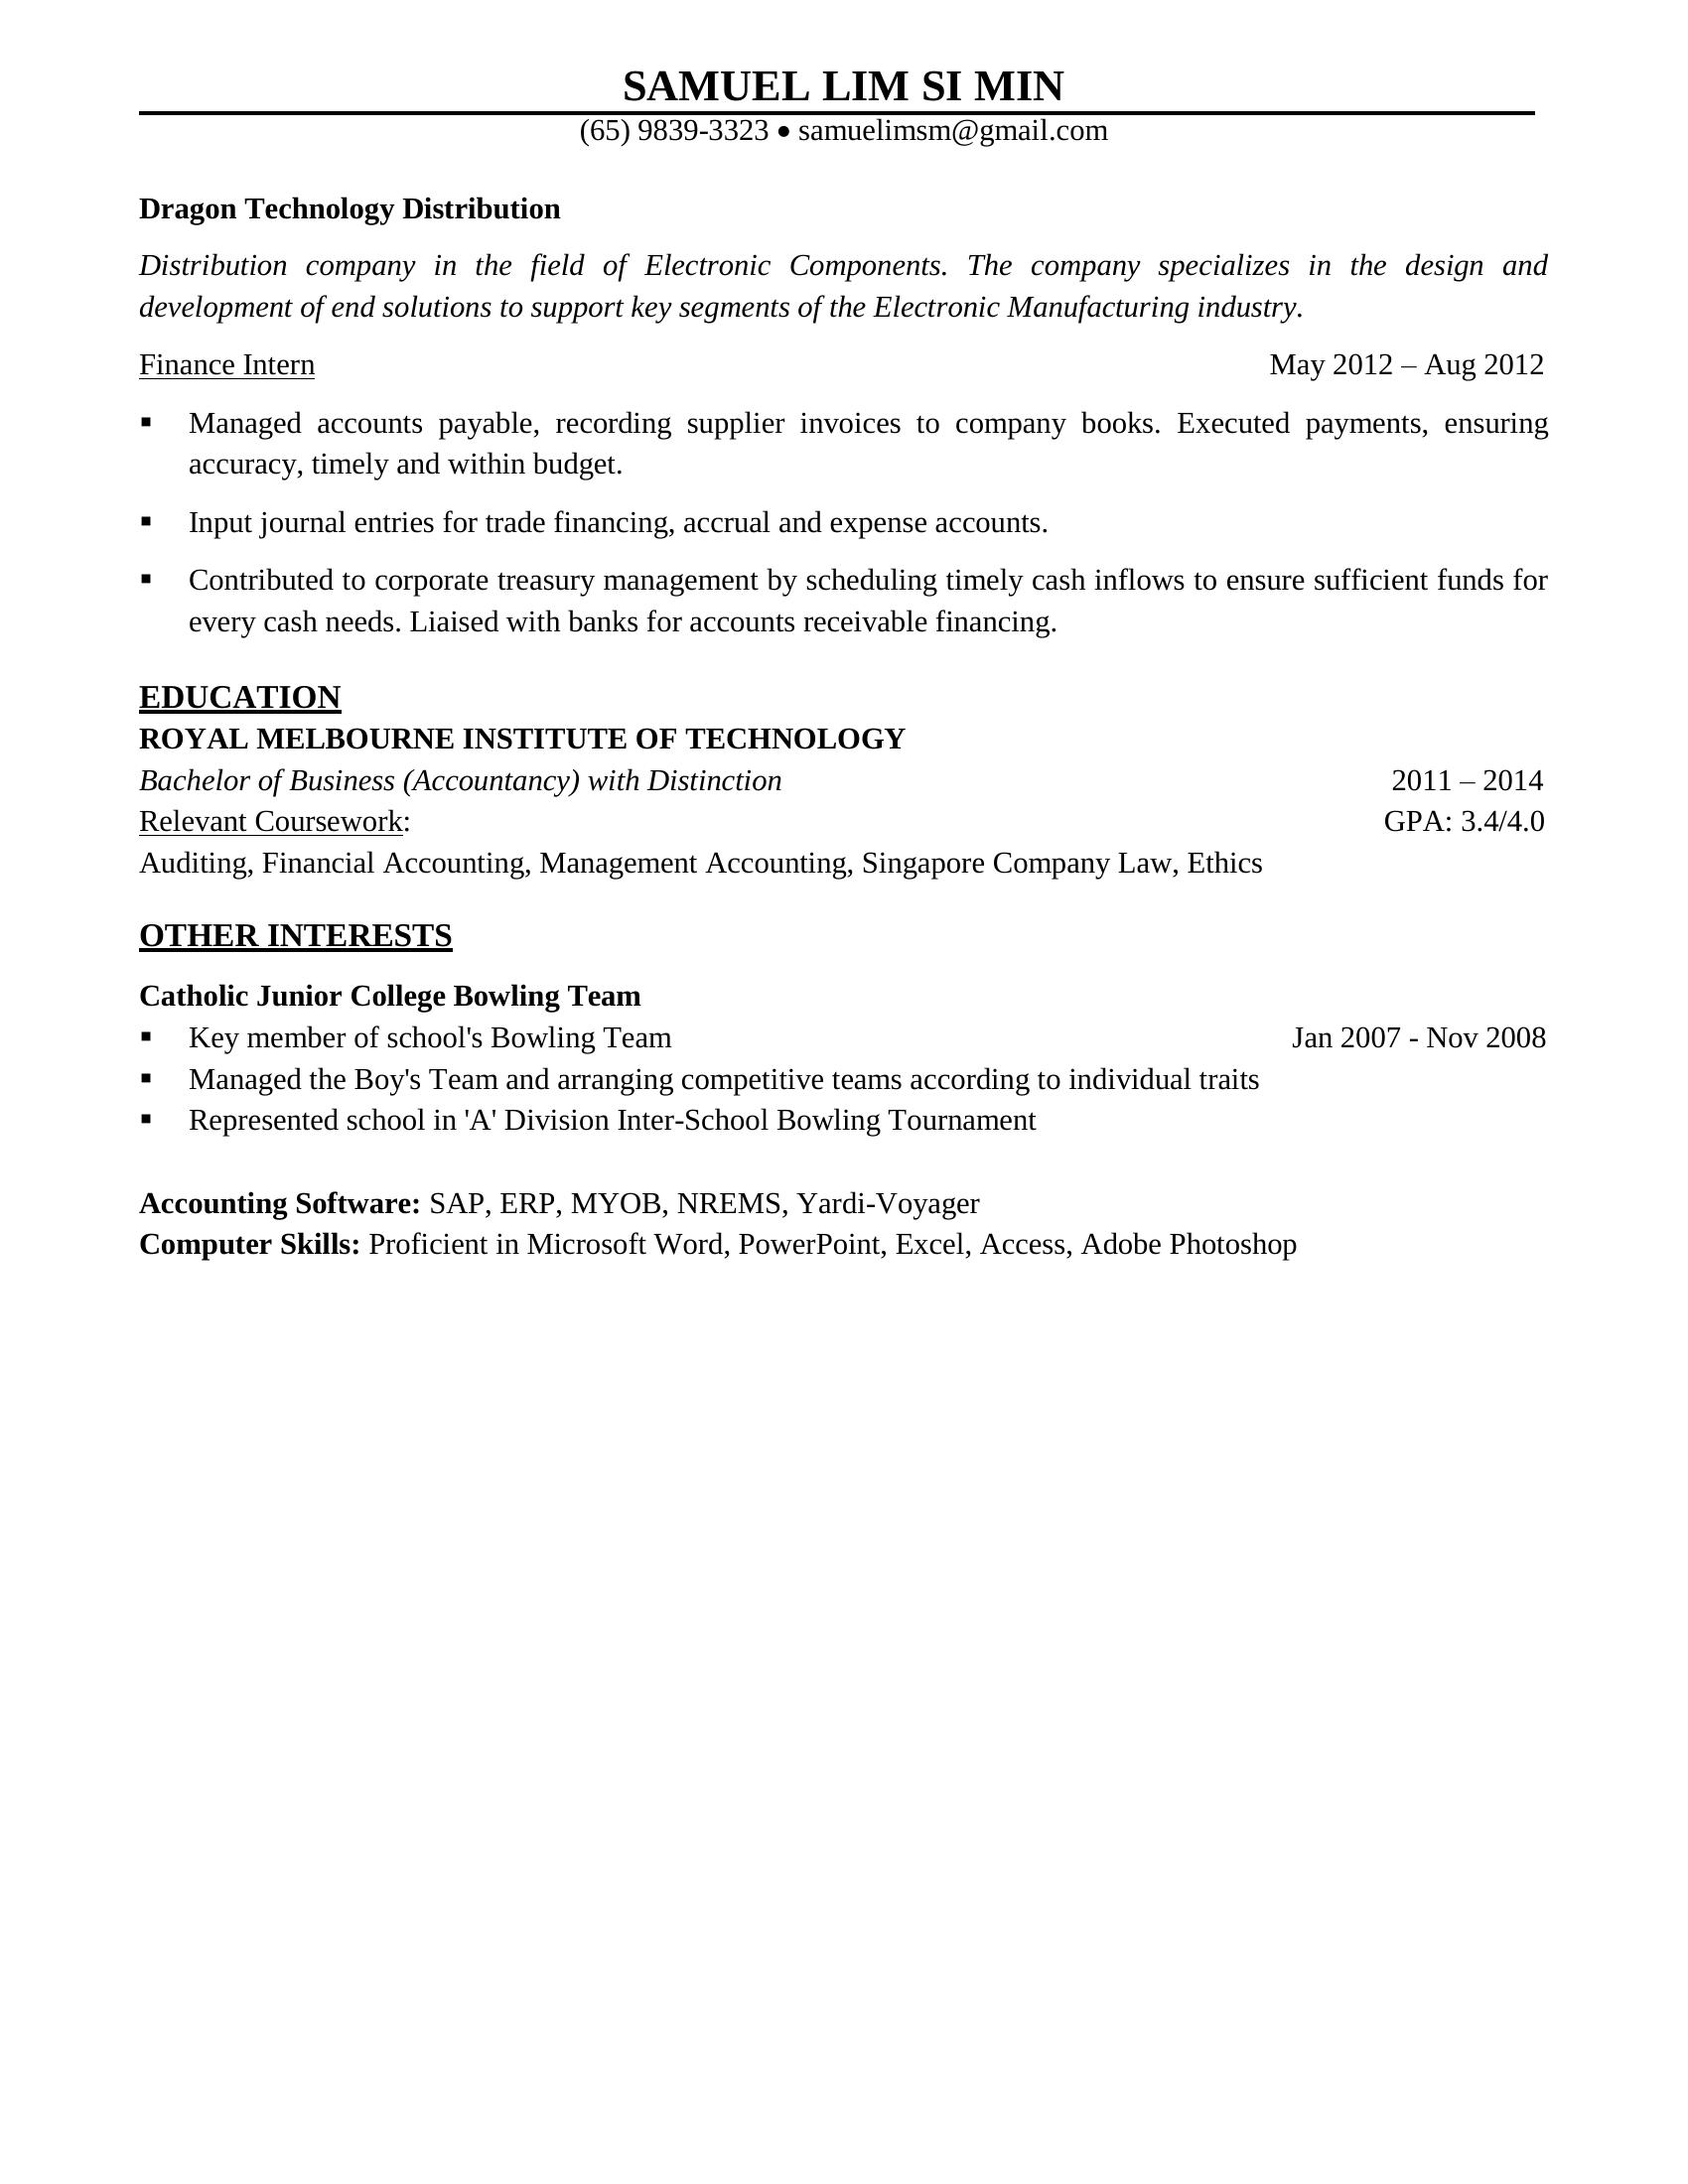 SAMUEL LIM SI MIN
(65) 9839-3323 ● samuelimsm@gmail.com
Dragon Technology Distribution
Distribution company in the field of Electronic Components. The company specializes in the design and
development of end solutions to support key segments of the Electronic Manufacturing industry.
Finance Intern May 2012 – Aug 2012
▪ Managed accounts payable, recording supplier invoices to company books. Executed payments, ensuring
accuracy, timely and within budget.
▪ Input journal entries for trade financing, accrual and expense accounts.
▪ Contributed to corporate treasury management by scheduling timely cash inflows to ensure sufficient funds for
every cash needs. Liaised with banks for accounts receivable financing.
EDUCATION
ROYAL MELBOURNE INSTITUTE OF TECHNOLOGY
Bachelor of Business (Accountancy) with Distinction 2011 – 2014
Relevant Coursework: GPA: 3.4/4.0
Auditing, Financial Accounting, Management Accounting, Singapore Company Law, Ethics
OTHER INTERESTS
Catholic Junior College Bowling Team
▪ Key member of school's Bowling Team Jan 2007 - Nov 2008
▪ Managed the Boy's Team and arranging competitive teams according to individual traits
▪ Represented school in 'A' Division Inter-School Bowling Tournament
Accounting Software: SAP, ERP, MYOB, NREMS, Yardi-Voyager
Computer Skills: Proficient in Microsoft Word, PowerPoint, Excel, Access, Adobe Photoshop